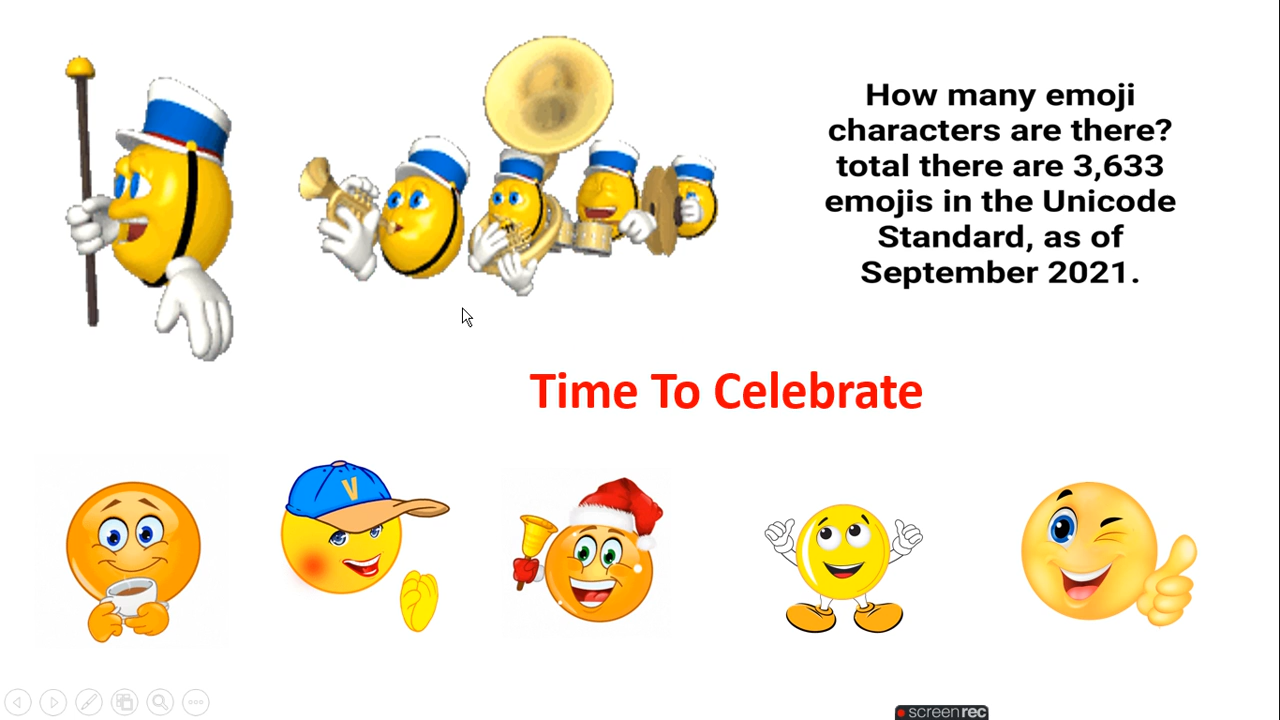 How many emoji
characters are there?
total there are 3,633
emojis in the Unicode
Standard, as of
September 2021.
Time To Celebrate
V
screenrec